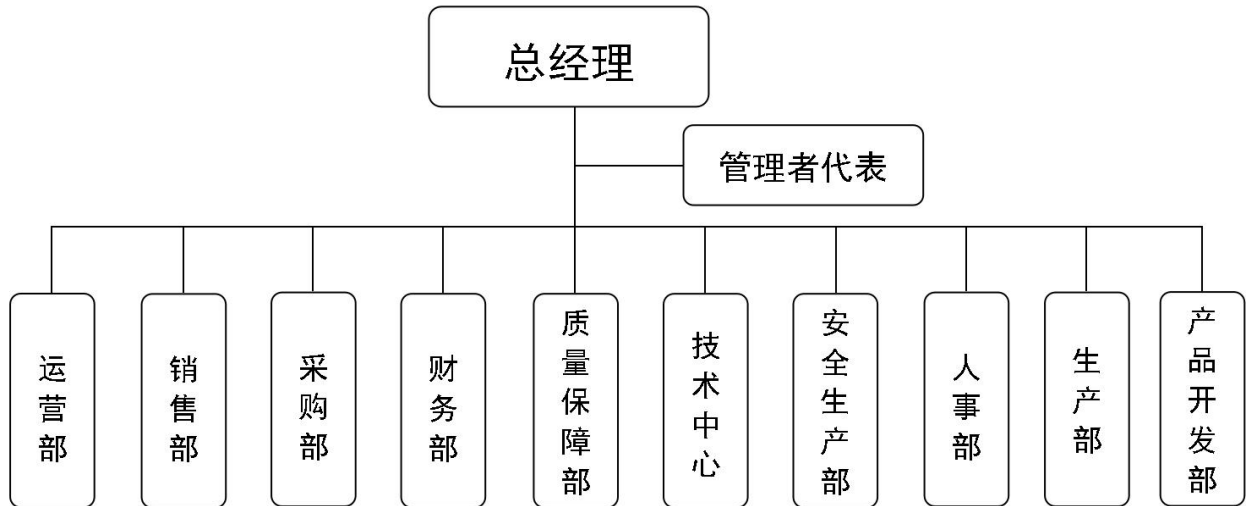 总经理
管理者代表
运营部
销售部
采购部
财务部
质量保障部
技术中心
安全生产部
人事部
生产部
产品开发部